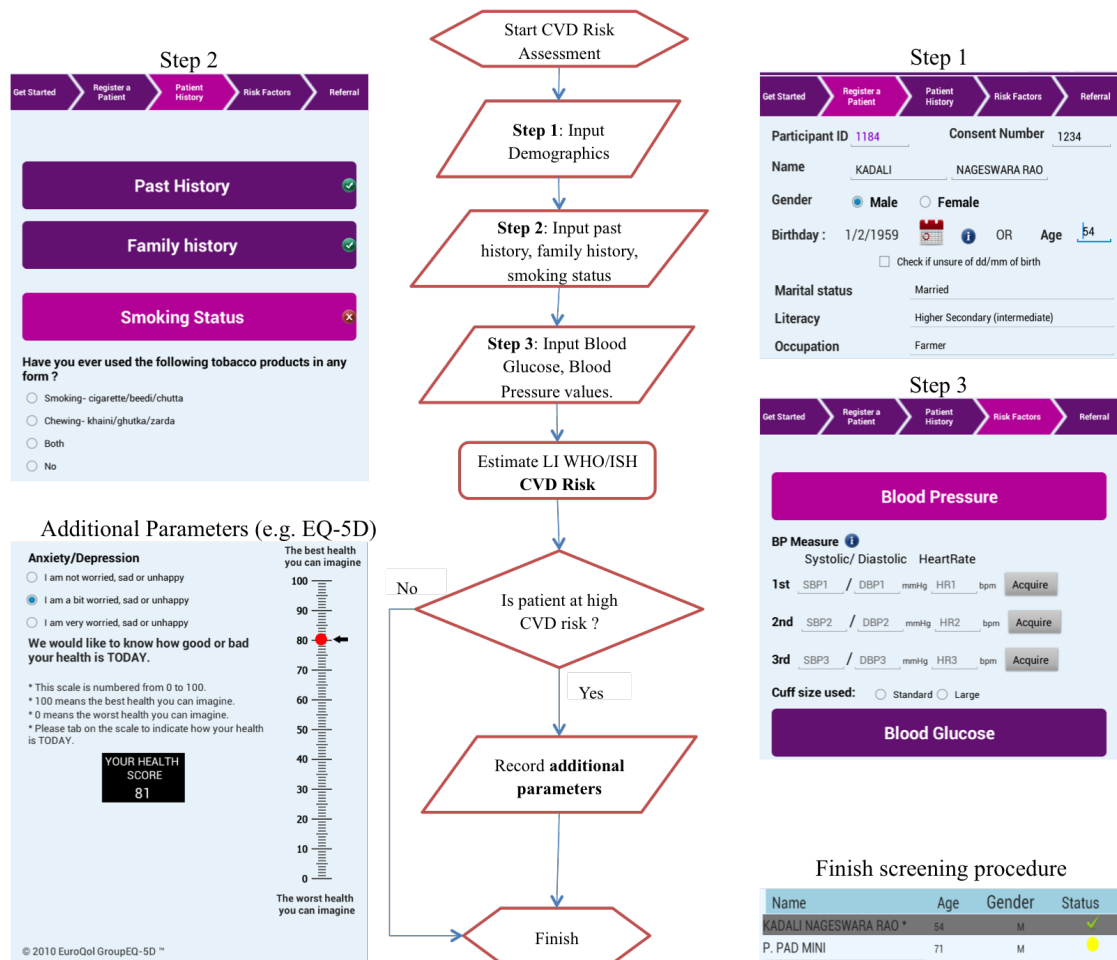 Step 2
Get Started
Register a
Patient
Patient
History
Risk Factors
Referral
Past History
Family history
Smoking Status
Have you ever used the following tobacco products in any
form ?
Smoking- cigarette/beedi/chutta
Chewing- khaini/ghutka/zarda
Both
No
Additional Parameters (e.g. EQ-5D)
Anxiety/Depression
I am not worried, sad or unhappy
I am a bit worried, sad or unhappy
I am very worried, sad or unhappy
We would like to know how good or bad
your health is TODAY.
* This scale is numbered from 0 to 100.
* 100 means the best health you can imagine.
* 0 means the worst health you can imagine.
* Please tab on the scale to indicate how your health
is TODAY.
YOUR HEALTH
SCORE
81
The best health
you can imagine
100
90
80
70
60
50
40
30
20
10
0
The worst health
you can imagine
© 2010 EuroQol GroupEQ-5D ™
Start CVD Risk
Assessment
Step 1: Input
Demographics
Step 2: Input past
history, family history,
smoking status
Step 3: Input Blood
Glucose, Blood
Pressure values.
Estimate LI WHO/ISH
CVD Risk
Is patient at high
CVD risk ?
No
Yes
Record additional
parameters
Finish
Step 1
Get Started
Register a
Patient
Patient
History
Risk Factors
Referral
Participant ID 1184 Consent Number 1234
Name KADALI NAGESWARA RAO
Gender Male Female
Birthday : 1/2/1959 i OR Age 54
Check if unsure of dd/mm of birth
Marital status Married
Literacy Higher Secondary (intermediate)
Occupation Farmer
Step 3
Get Started
Register a
Patient
Patient
History
Risk Factors
Referral
Blood Pressure
BP Measure i
Systolic/ Diastolic HeartRate
1st SBP1 / DBP1 mmHg HR1 bpm Acquire
2nd SBP2 / DBP2 mmHg HR2 bpm Acquire
3rd SBP3 / DBP3 mmHg HR3 bpm Acquire
Cuff size used: Standard Large
Blood Glucose
Finish screening procedure
Name Age Gender Status
KADALI NAGESWARA RAO * 54 M
P. PAD MINI 71 M